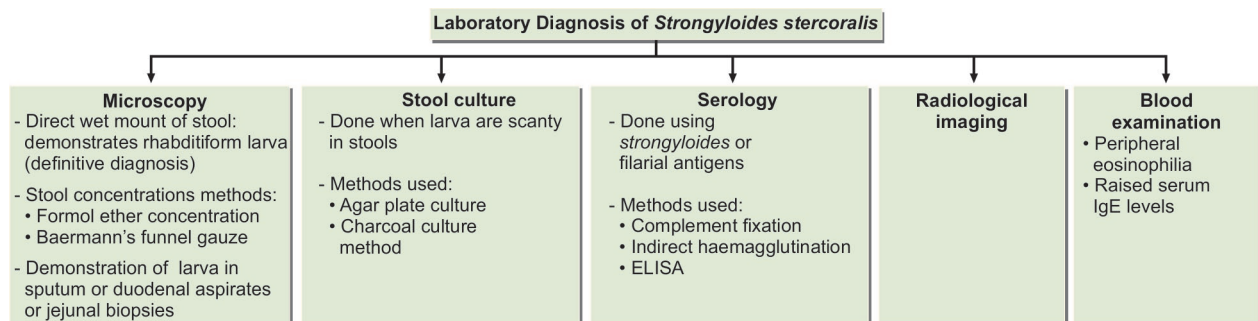 Laboratory Diagnosis of Strongyloides stercoralis
Microscopy
- Direct wet mount of stool:
demonstrates rhabditiform larva
(definitive diagnosis)
- Stool concentrations methods:
• Formol ether concentration
• Baermann's funnel gauze
- Demonstration of larva in
sputum or duodenal aspirates
or jejunal biopsies
Stool culture
- Done when larva are scanty
in stools
- Methods used:
• Agar plate culture
• Charcoal culture
method
Serology
- Done using
strongyloides or
filarial antigens
- Methods used:
• Complement fixation
• Indirect haemagglutination
• ELISA
Radiological
imaging
Blood
examination
• Peripheral
eosinophilia
• Raised serum
IgE levels